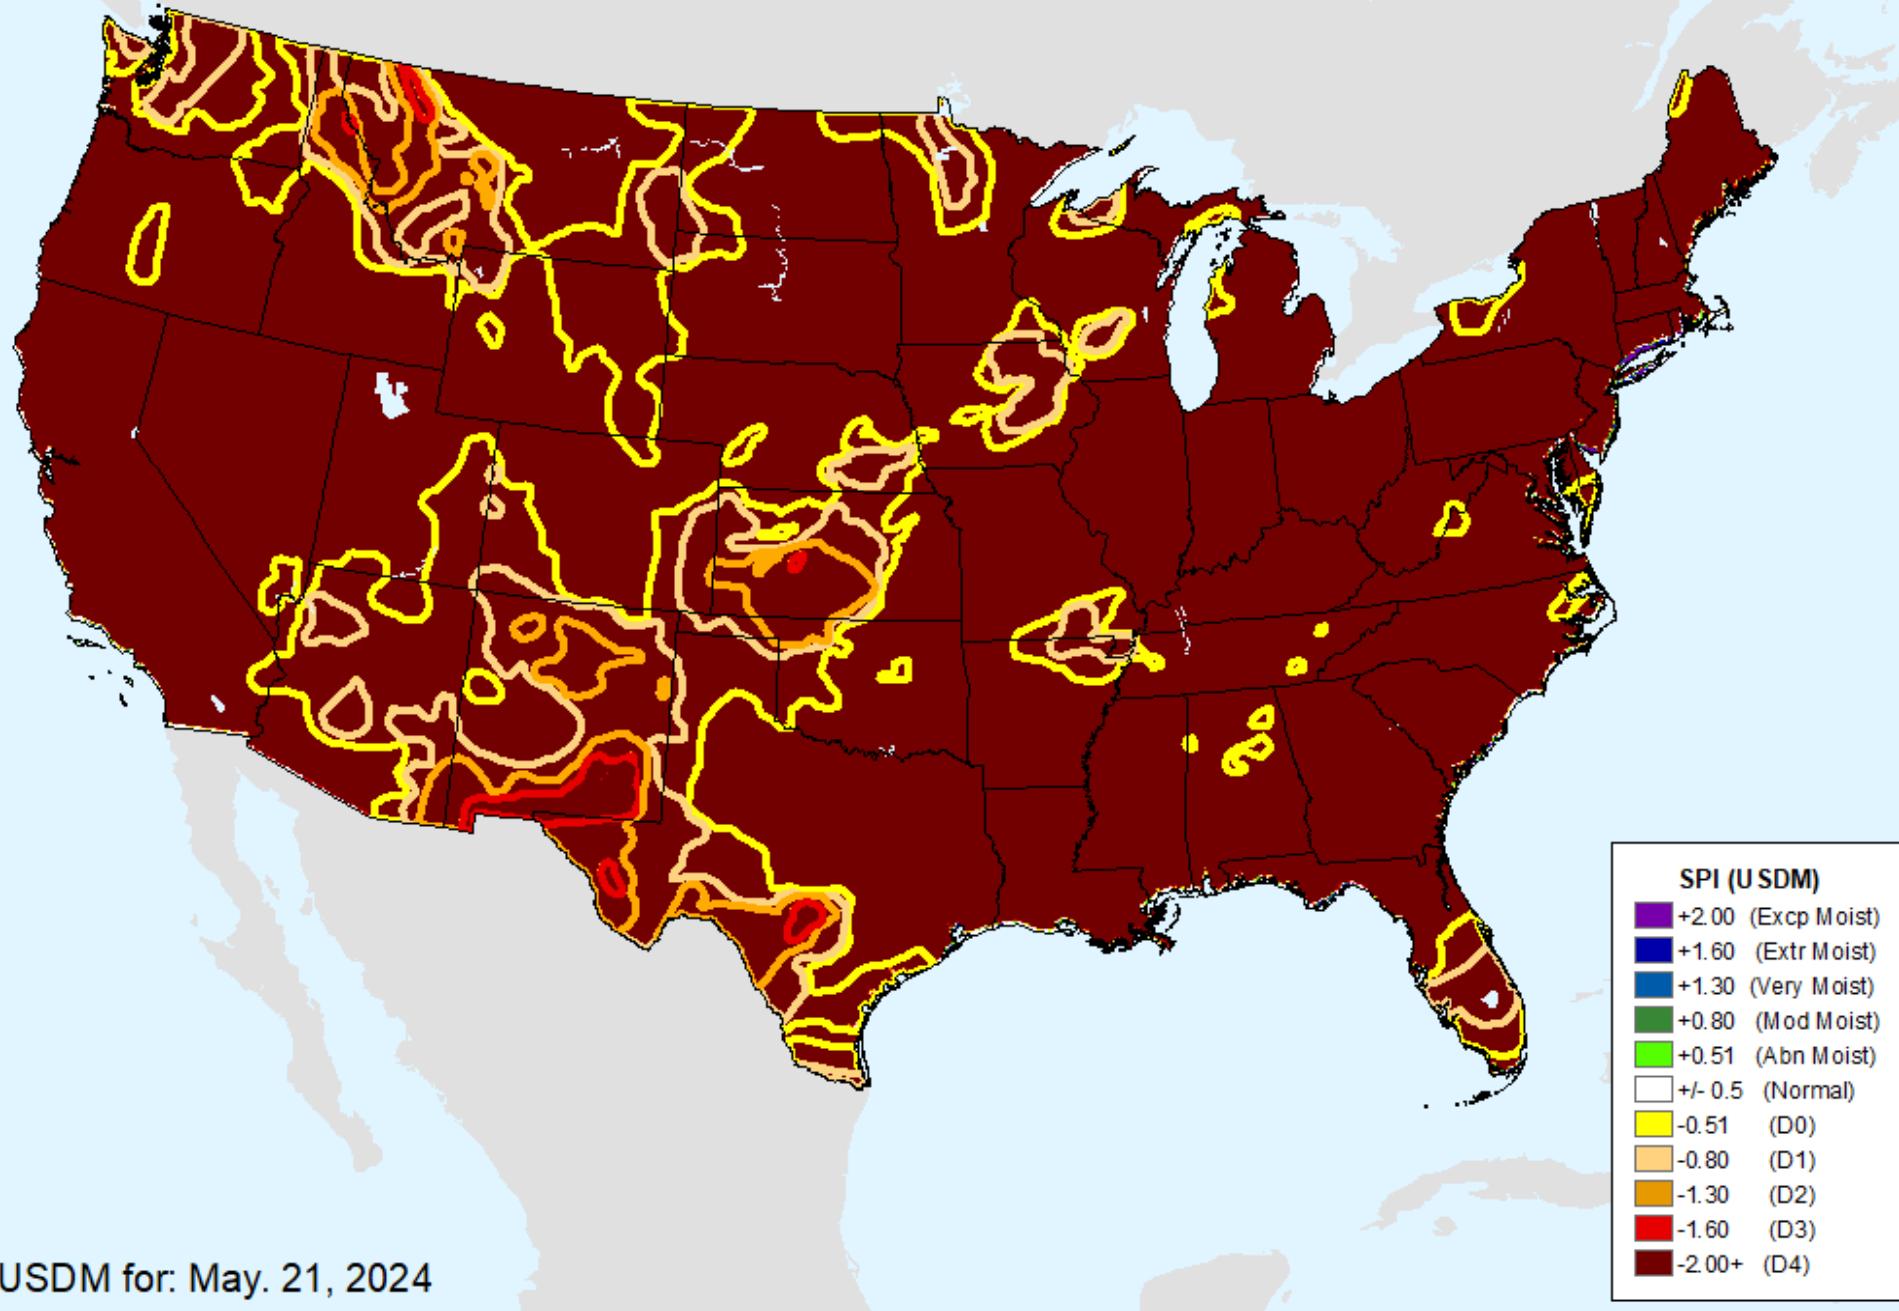 SPI (USDM)
+2.00 (Excp Moist)
+1.60 (Extr Moist)
+1.30 (Very Moist)
+0.80 (Mod Moist)
+0.51 (Abn Moist)
+/- 0.5 (Normal)
-0.51 (D0)
-0.80 (D1)
-1.30 (D2)
-1.60 (D3)
-2.00+ (D4)
USDM for: May. 21, 2024